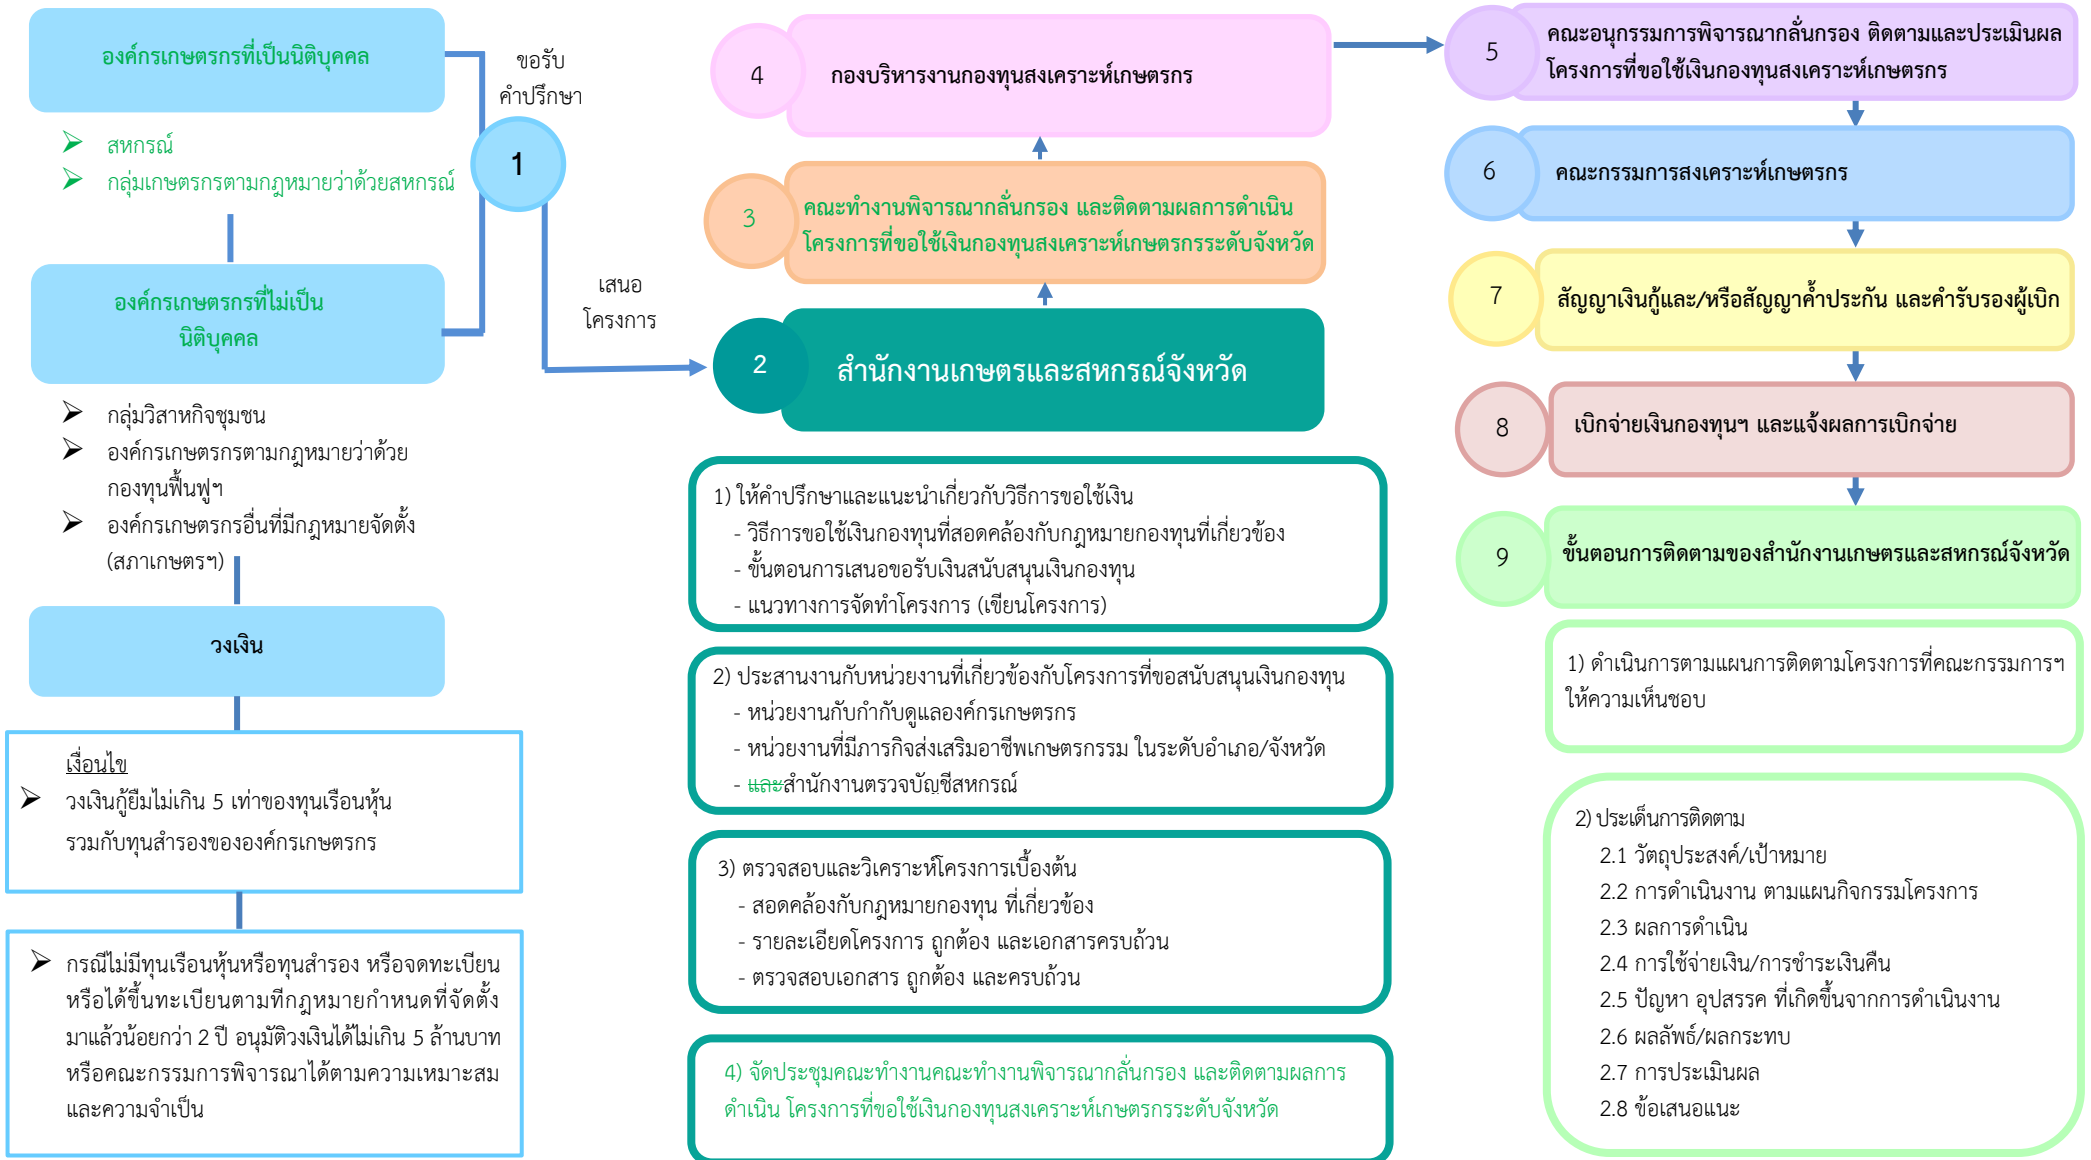 องค์กรเกษตรกรที่เป็นนิติบุคคล
สหกรณ์
กลุ่มเกษตรกรตามกฎหมายว่าด้วยสหกรณ์
องค์กรเกษตรกรที่ไม่เป็น
นิติบุคคล
กลุ่มวิสาหกิจชุมชน
องค์กรเกษตรกรตามกฎหมายว่าด้วย
กองทุนฟื้นฟูฯ
องค์กรเกษตรกรอื่นที่มีกฎหมายจัดตั้ง
(สภาเกษตรฯ)
วงเงิน
เงื่อนไข
วงเงินกู้ยืมไม่เกิน 5 เท่าของทุนเรือนหุ้น
รวมกับทุนสำรองขององค์กรเกษตรกร
กรณีไม่มีทุนเรือนหุ้นหรือทุนสำรอง หรือจดทะเบียน
หรือได้ขึ้นทะเบียนตามทีกฎหมายกำหนดที่จัดตั้ง
มาแล้วน้อยกว่า 2 ปี อนุมัติวงเงินได้ไม่เกิน 5 ล้านบาท
หรือคณะกรรมการพิจารณาได้ตามความเหมาะสม
และความจำเป็น
ขอรับ
คำปรึกษา
1
เสนอ
โครงการ
4
กองบริหารงานกองทุนสงเคราะห์เกษตรกร
3
คณะทำงานพิจารณากลั่นกรอง และติดตามผลการดำเนิน
โครงการที่ขอใช้เงินกองทุนสงเคราะห์เกษตรกรระดับจังหวัด
2
สำนักงานเกษตรและสหกรณ์จังหวัด
1) ให้คำปรึกษาและแนะนำเกี่ยวกับวิธีการขอใช้เงิน
- วิธีการขอใช้เงินกองทุนที่สอดคล้องกับกฎหมายกองทุนที่เกี่ยวข้อง
- ขั้นตอนการเสนอขอรับเงินสนับสนุนเงินกองทุน
- แนวทางการจัดทำโครงการ (เขียนโครงการ)
2) ประสานงานกับหน่วยงานที่เกี่ยวข้องกับโครงการที่ขอสนับสนุนเงินกองทุน
- หน่วยงานกับกำกับดูแลองค์กรเกษตรกร
- หน่วยงานที่มีภารกิจส่งเสริมอาชีพเกษตรกรรม ในระดับอำเภอ/จังหวัด
- และสำนักงานตรวจบัญชีสหกรณ์
3) ตรวจสอบและวิเคราะห์โครงการเบื้องต้น
- สอดคล้องกับกฎหมายกองทุน ที่เกี่ยวข้อง
- รายละเอียดโครงการ ถูกต้อง และเอกสารครบถ้วน
- ตรวจสอบเอกสาร ถูกต้อง และครบถ้วน
4) จัดประชุมคณะทำงานคณะทำงานพิจารณากลั่นกรอง และติดตามผลการ
ดำเนิน โครงการที่ขอใช้เงินกองทุนสงเคราะห์เกษตรกรระดับจังหวัด
5
คณะอนุกรรมการพิจารณากลั่นกรอง ติดตามและประเมินผล
โครงการที่ขอใช้เงินกองทุนสงเคราะห์เกษตรกร
6
คณะกรรมการสงเคราะห์เกษตรกร
7
สัญญาเงินกู้และ/หรือสัญญาค้ำประกัน และคำรับรองผู้เบิก
8
เบิกจ่ายเงินกองทุนฯ และแจ้งผลการเบิกจ่าย
9
ขั้นตอนการติดตามของสำนักงานเกษตรและสหกรณ์จังหวัด
1) ดำเนินการตามแผนการติดตามโครงการที่คณะกรรมการฯ
ให้ความเห็นชอบ
2) ประเด็นการติดตาม
2.1 วัตถุประสงค์/เป้าหมาย
2.2 การดำเนินงาน ตามแผนกิจกรรมโครงการ
2.3 ผลการดำเนิน
2.4 การใช้จ่ายเงิน/การชำระเงินคืน
2.5 ปัญหา อุปสรรค ที่เกิดขึ้นจากการดำเนินงาน
2.6 ผลลัพธ์/ผลกระทบ
2.7 การประเมินผล
2.8 ข้อเสนอแนะ